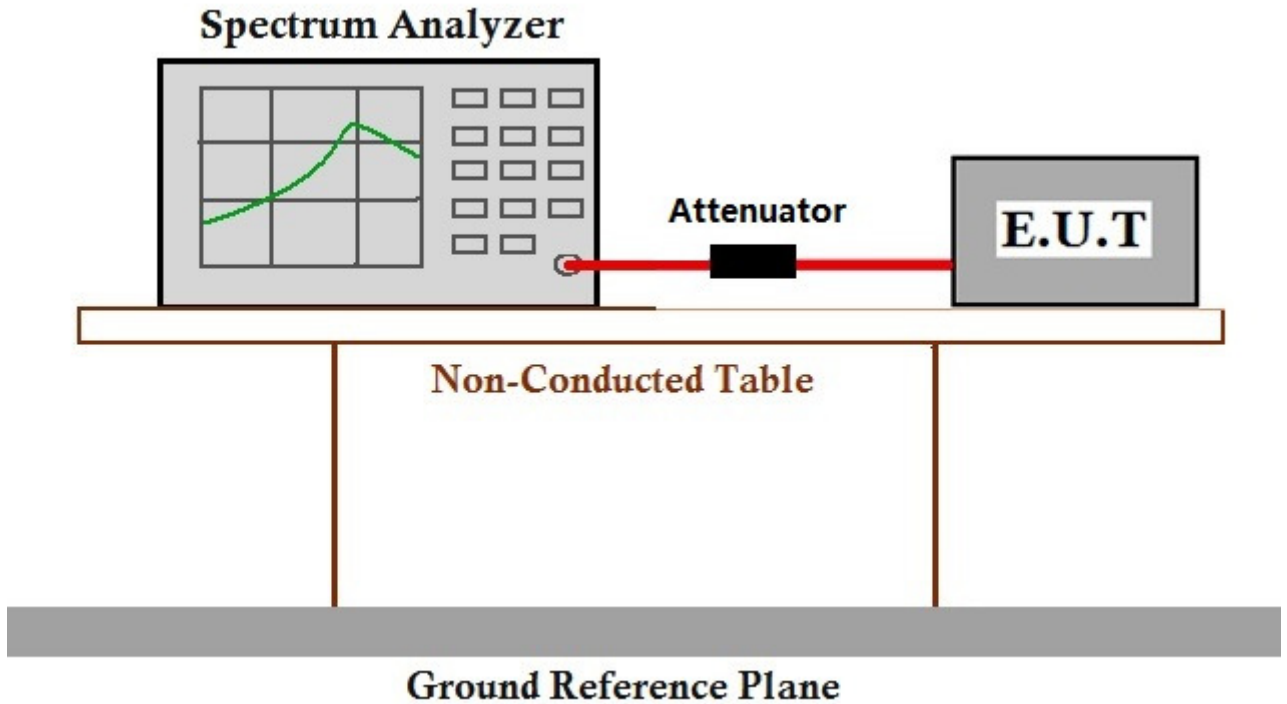 Spectrum Analyzer
Attenuator
E.U.T
Non-Conducted Table
Ground Reference Plane